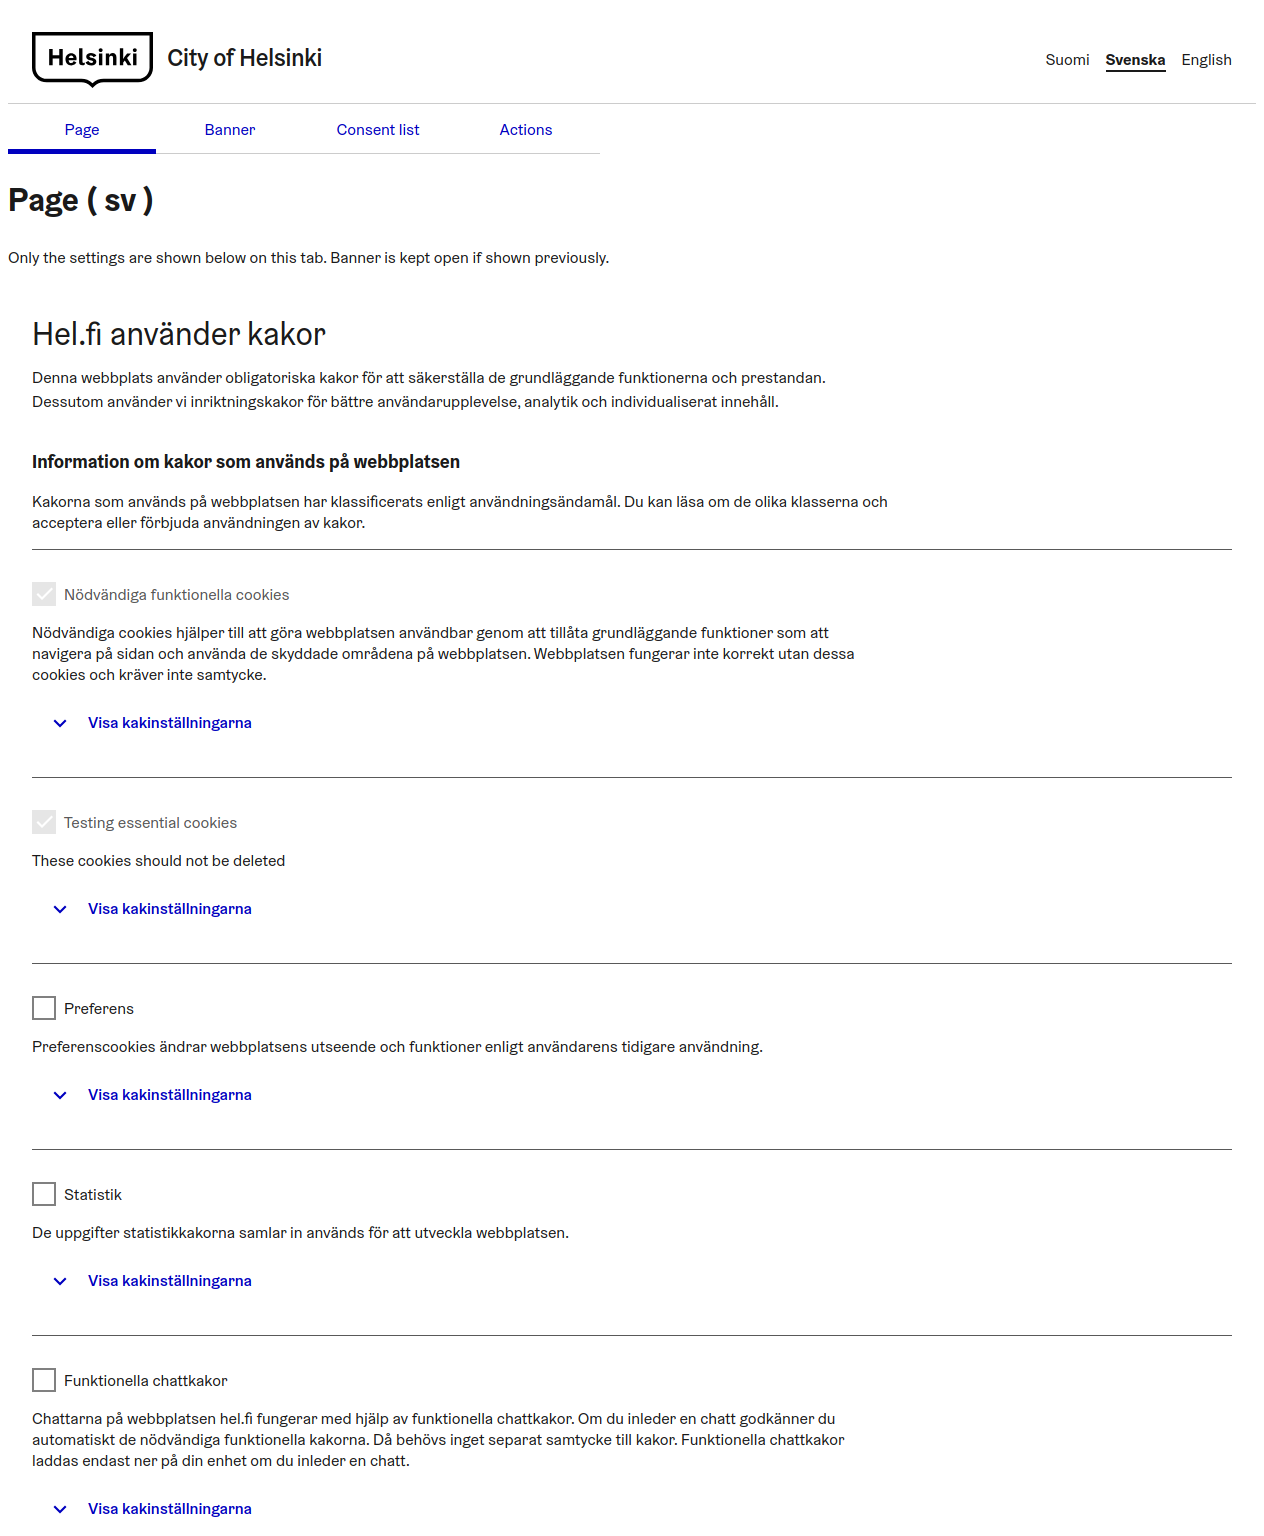 Helsinki
City of Helsinki
Suomi Svenska English
Page Banner Consent list Actions
Page ( sv )
Only the settings are shown below on this tab. Banner is kept open if shown previously.
Hel.fi använder kakor
Denna webbplats använder obligatoriska kakor för att säkerställa de grundläggande funktionerna och prestandan.
Dessutom använder vi inriktningskakor för bättre användarupplevelse, analytik och individualiserat innehåll.
Information om kakor som används på webbplatsen
Kakorna som används på webbplatsen har klassificerats enligt användningsändamål. Du kan läsa om de olika klasserna och
acceptera eller förbjuda användningen av kakor.
Nödvändiga funktionella cookies
Nödvändiga cookies hjälper till att göra webbplatsen användbar genom att tillåta grundläggande funktioner som att
navigera på sidan och använda de skyddade områdena på webbplatsen. Webbplatsen fungerar inte korrekt utan dessa
cookies och kräver inte samtycke.
Visa kakinställningarna
Testing essential cookies
These cookies should not be deleted
Visa kakinställningarna
Preferens
Preferenscookies ändrar webbplatsens utseende och funktioner enligt användarens tidigare användning.
Visa kakinställningarna
Statistik
De uppgifter statistikkakorna samlar in används för att utveckla webbplatsen.
Visa kakinställningarna
Funktionella chattkakor
Chattarna på webbplatsen hel.fi fungerar med hjälp av funktionella chattkakor. Om du inleder en chatt godkänner du
automatiskt de nödvändiga funktionella kakorna. Då behövs inget separat samtycke till kakor. Funktionella chattkakor
laddas endast ner på din enhet om du inleder en chatt.
Visa kakinställningarna